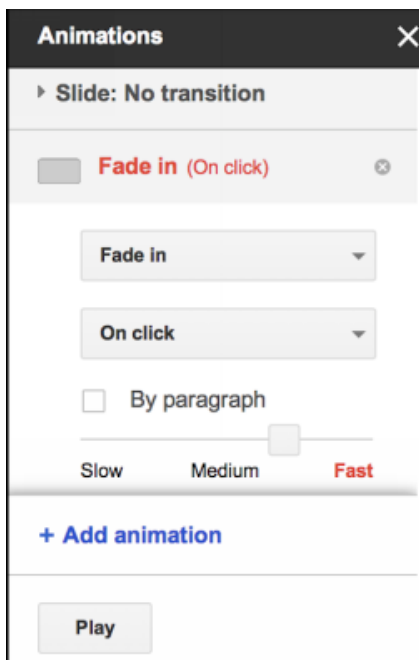 Animations
Slide: No transition
Fade in (On click)
Fade in
On click
By paragraph
Slow Medium Fast
+ Add animation
Play